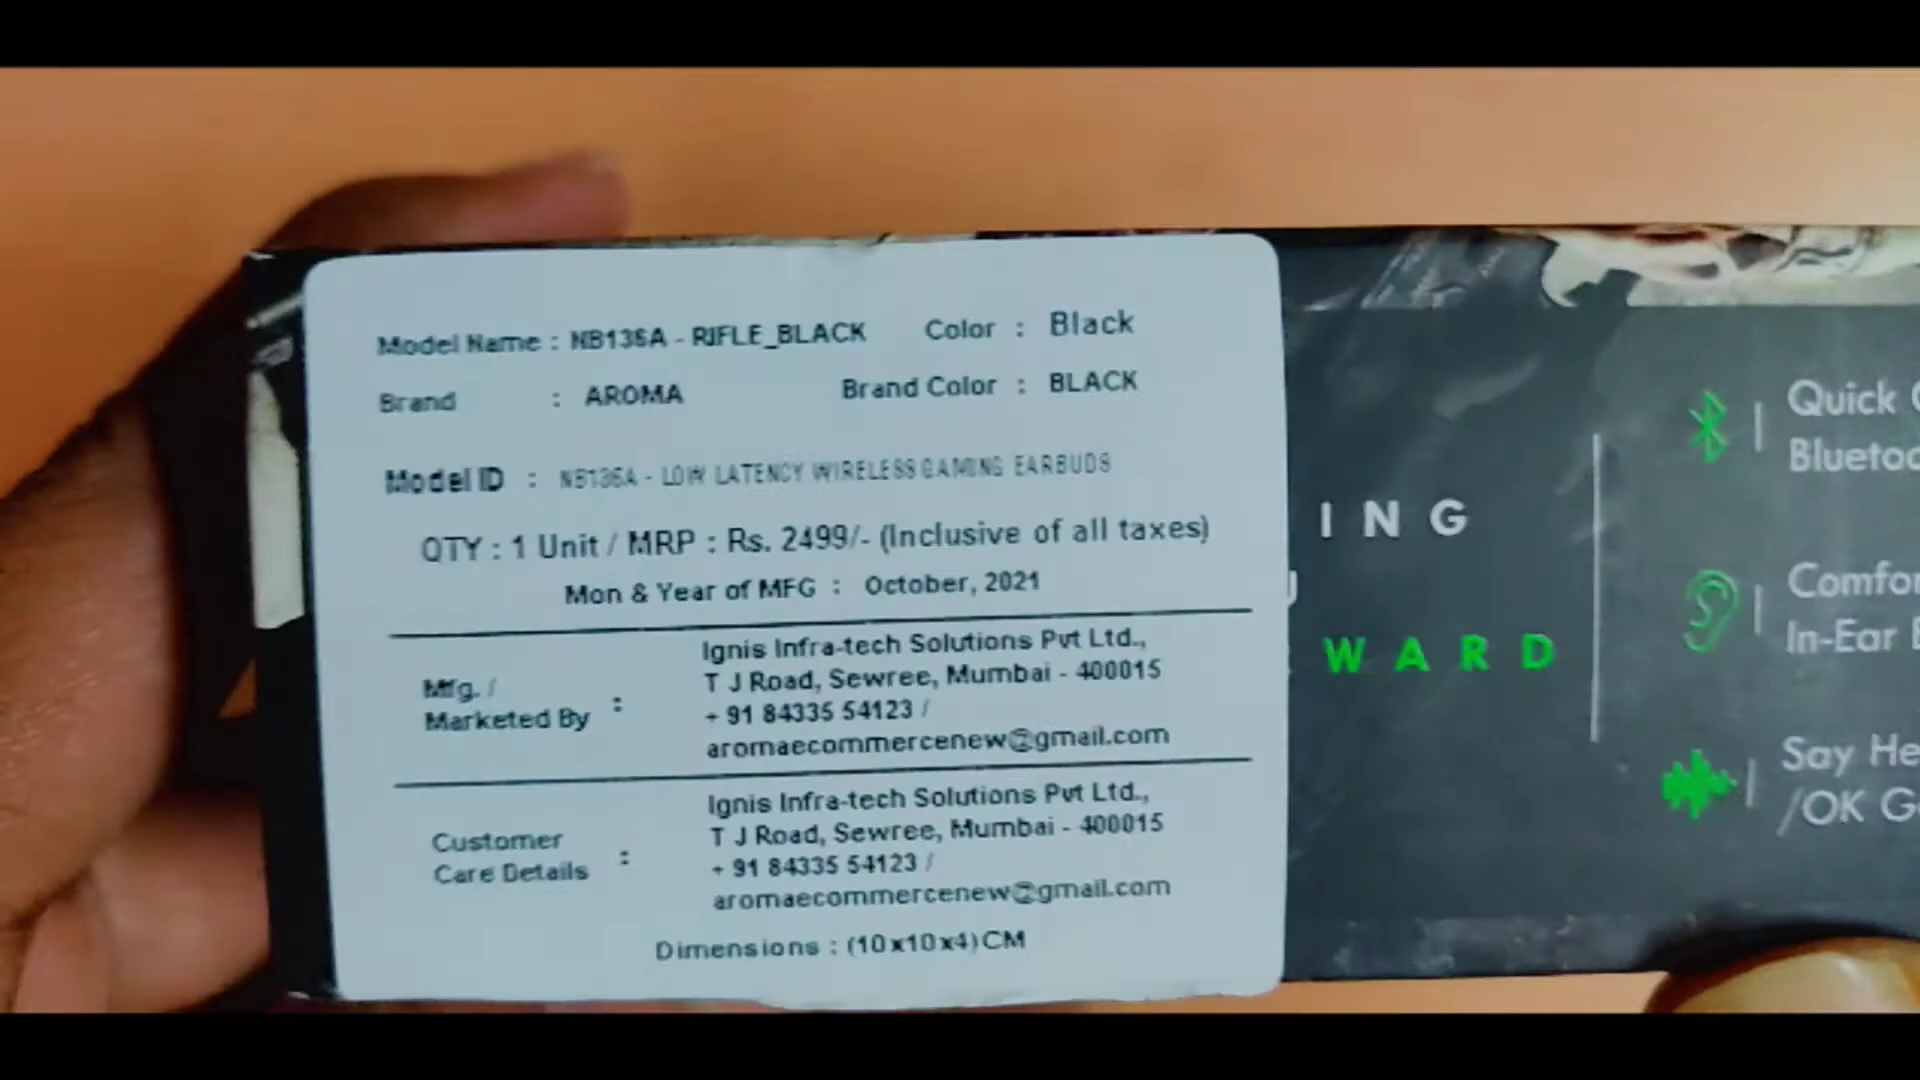 Model Name : NB136A - RIFLE_BLACK Color : Black
Brand : AROMA Brand Color : BLACK
Model ID : NB136A - LOW LATENCY WIRELESS GAMING EARBUDS
QTY : 1 Unit / MRP : Rs. 2499/- (Inclusive of all taxes)
Mon & Year of MFG : October, 2021
Mfg. /
Marketed By :
Ignis Infra-tech Solutions Pvt Ltd.,
T J Road, Sewree, Mumbai - 400015
+ 91 84335 54123 /
aromaecommercenew@gmail.com
Customer
Care Details :
Ignis Infra-tech Solutions Pvt Ltd.,
T J Road, Sewree, Mumbai - 400015
+ 91 84335 54123 /
aromaecommercenew@gmail.com
Dimensions : (10x10x4)CM
ING
WARD
Quick
In-Ear
Say
/OK